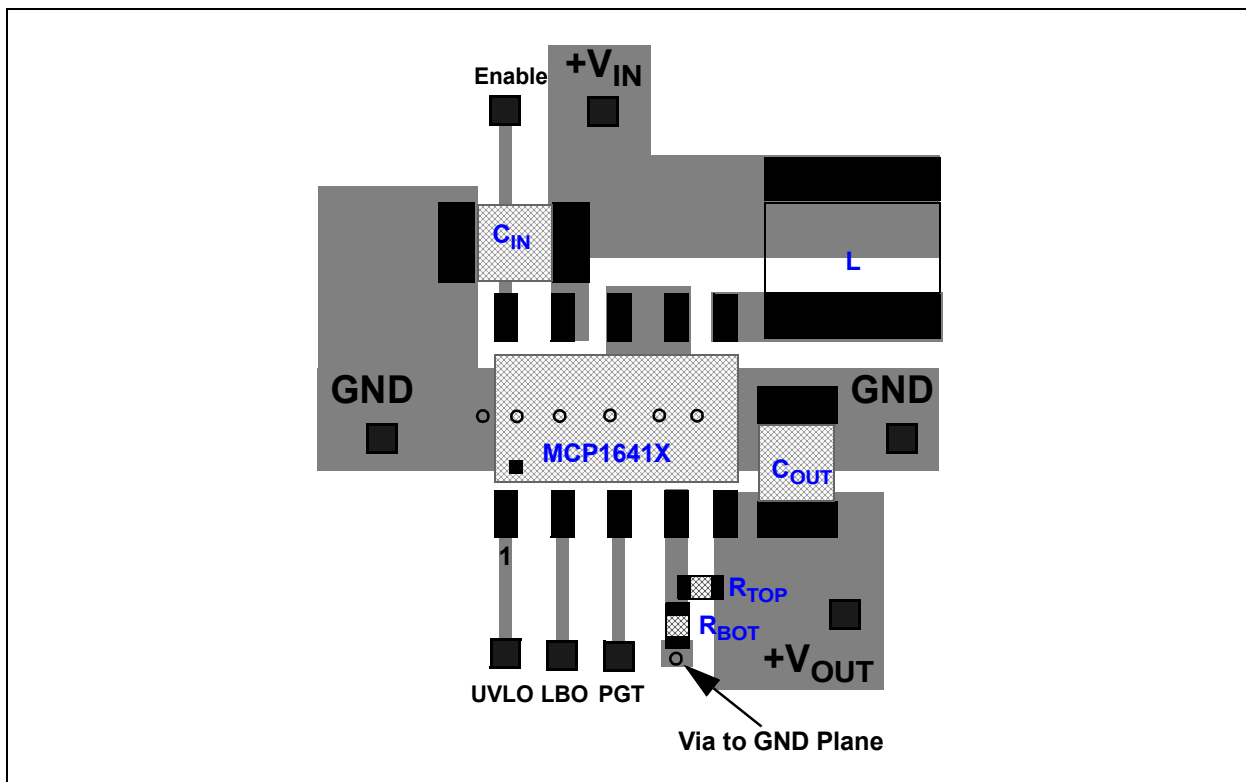 Enable
+VIN
CIN
L
GND
GND
MCP1641X
COUT
1
RTOP
RBOT
+VOUT
UVLO LBO PGT
Via to GND Plane